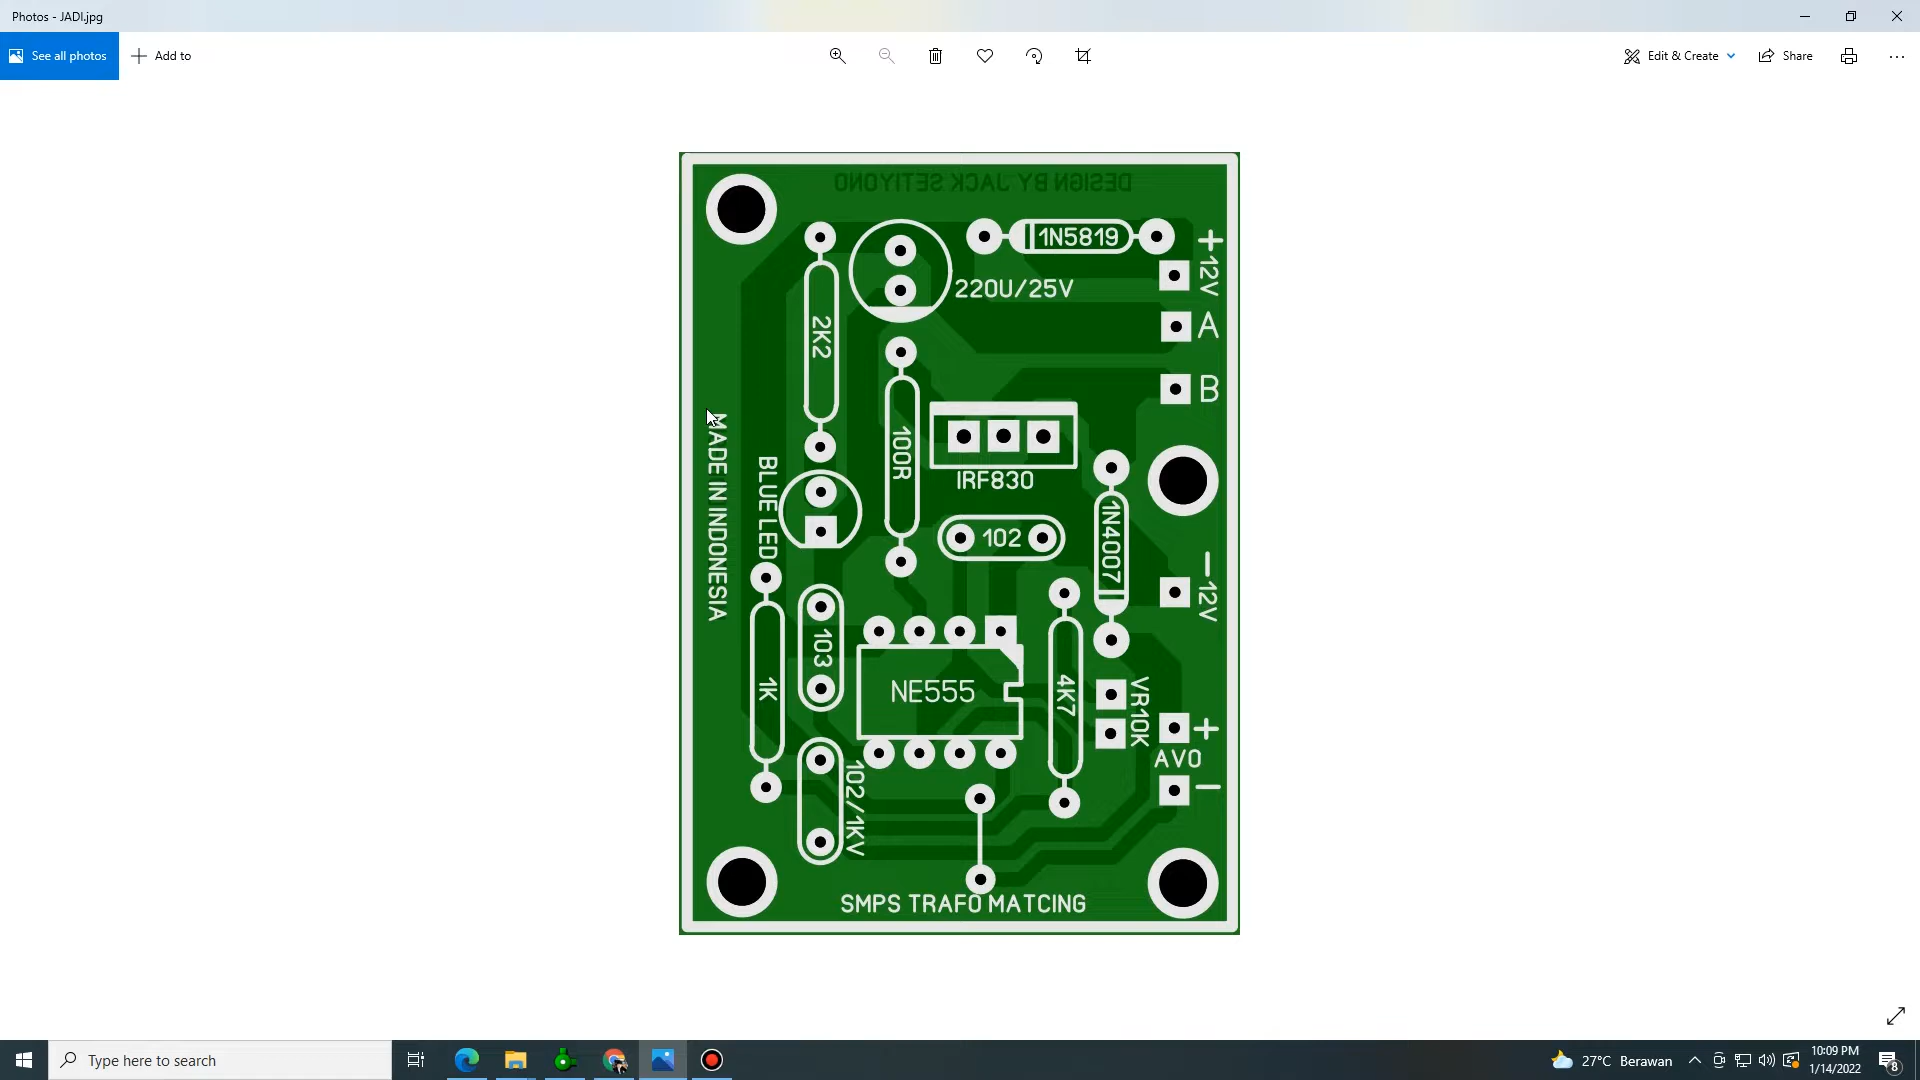 Photos - JADI.jpg
See all photos
Add to
Edit & Create
Share
DESIGN BY JACK SETIYONO
1N5819
+12V
220U/25V
A
2K2
B
100R
IRF830
MADE IN INDONESIA
BLUE LED
102
1N4007
-12V
103
1K
NE555
4K7
VR10K
+
AVO
-
102/1KV
SMPS TRAFO MATCING
Type here to search
27°C Berawan
10:09 PM
1/14/2022
8